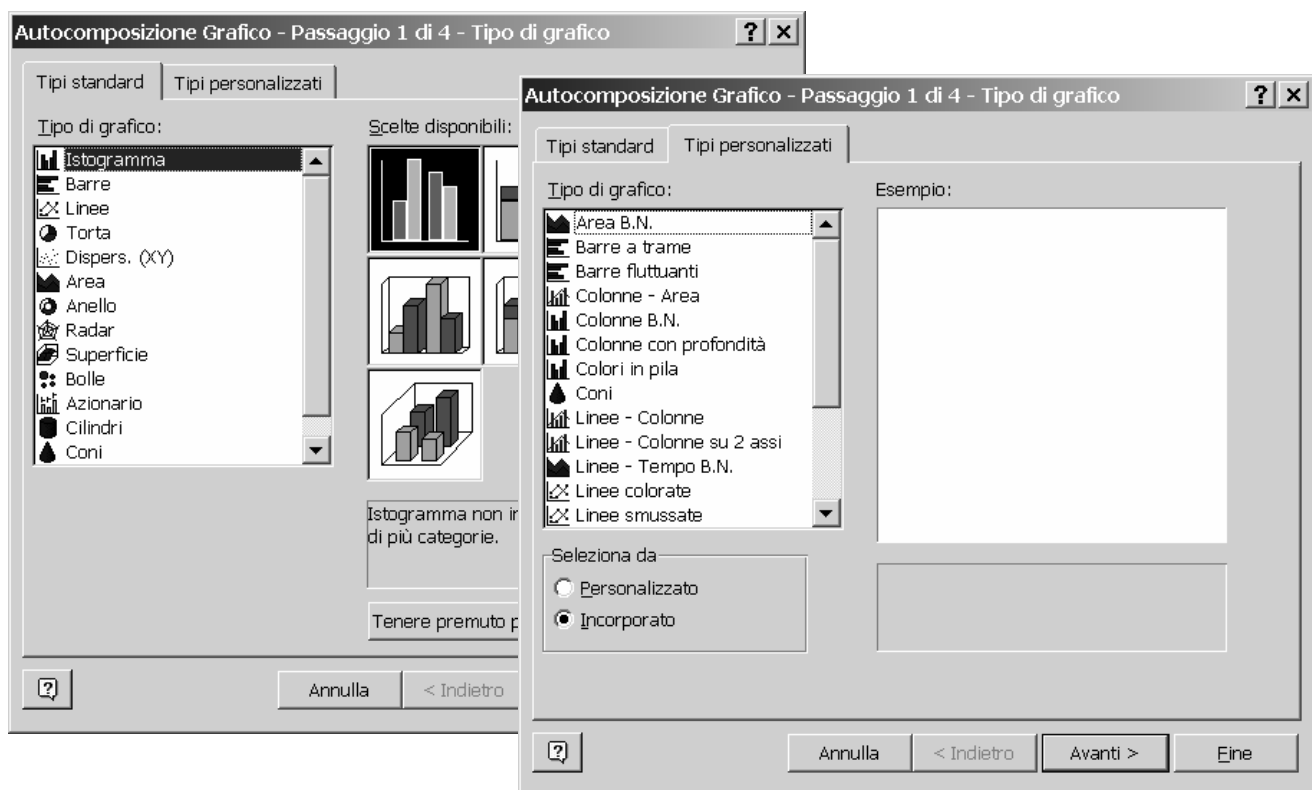 Autocomposizione Grafico - Passaggio 1 di 4 - Tipo di grafico
Tipi standard
Tipi personalizzati
Tipo di grafico:
Istogramma
Barre
Linee
Torta
Dispers. (XY)
Area
Anello
Radar
Superficie
Bolle
Azionario
Cilindri
Coni
Scelte disponibili:
Istogramma non
di più categorie.
Tenere premuto
Annulla
< Indietro
Autocomposizione Grafico - Passaggio 1 di 4 - Tipo di grafico
Tipi standard
Tipi personalizzati
Tipo di grafico:
Area B.N.
Barre a trame
Barre fluttuanti
Colonne - Area
Colonne B.N.
Colonne con profondità
Colori in pila
Coni
Linee - Colonne
Linee - Colonne su 2 assi
Linee - Tempo B.N.
Linee colorate
Linee smussate
Esempio:
Seleziona da
Personalizzato
Incorporato
Annulla
< Indietro
Avanti >
Fine